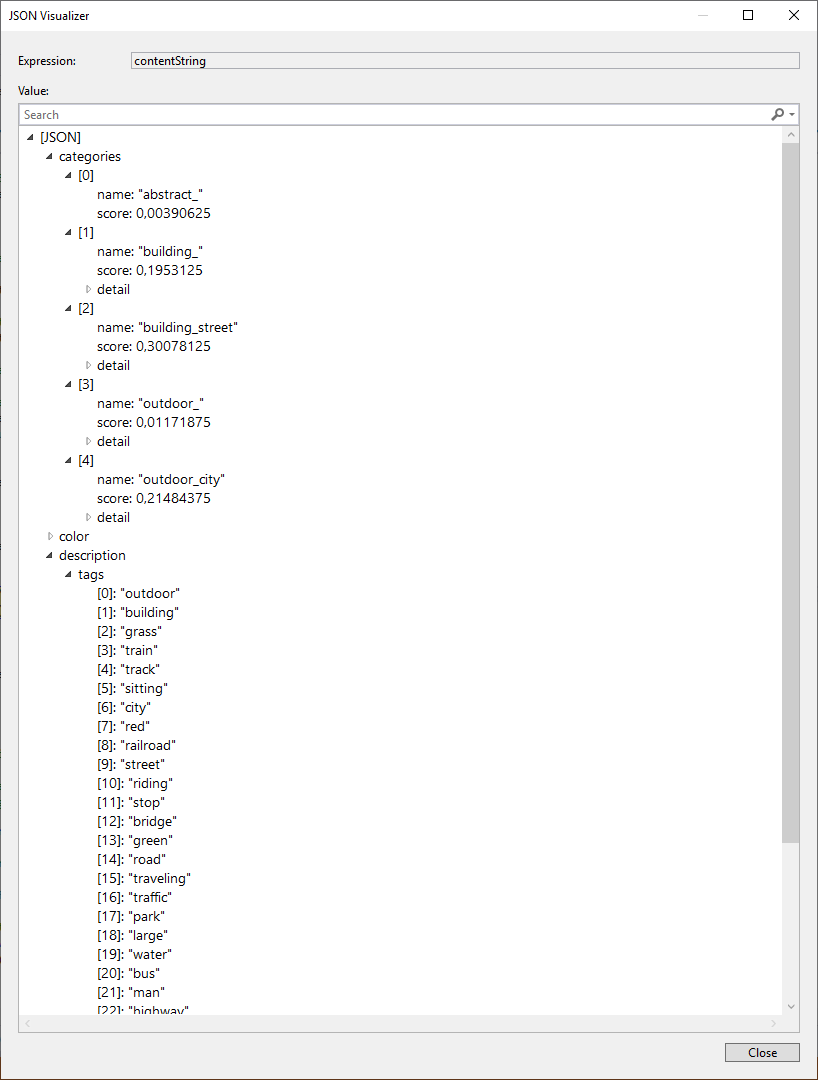 JSON Visualizer
Expression: contentString
Value:
Search
[JSON]
categories
[0]
name: "abstract_"
score: 0,00390625
[1]
name: "building_"
score: 0,1953125
detail
[2]
name: "building_street"
score: 0,30078125
detail
[3]
name: "outdoor_"
score: 0,01171875
detail
[4]
name: "outdoor_city"
score: 0,21484375
detail
color
description
tags
[0]: "outdoor"
[1]: "building"
[2]: "grass"
[3]: "train"
[4]: "track"
[5]: "sitting"
[6]: "city"
[7]: "red"
[8]: "railroad"
[9]: "street"
[10]: "riding"
[11]: "stop"
[12]: "bridge"
[13]: "green"
[14]: "road"
[15]: "traveling"
[16]: "traffic"
[17]: "park"
[18]: "large"
[19]: "water"
[20]: "bus"
[21]: "man"
[22]: "highway"
Close